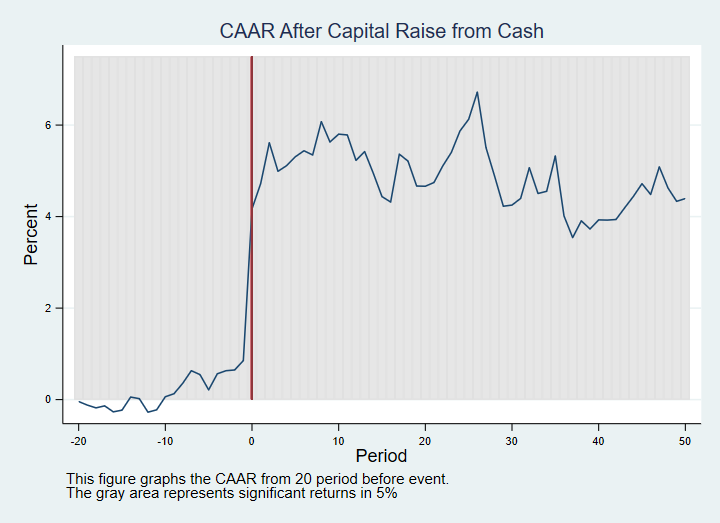 CAAR After Capital Raise from Cash
6
4
2
0
Percent
-20 -10 0 10 20 30 40 50
Period
This figure graphs the CAAR from 20 period before event.
The gray area represents significant returns in 5%